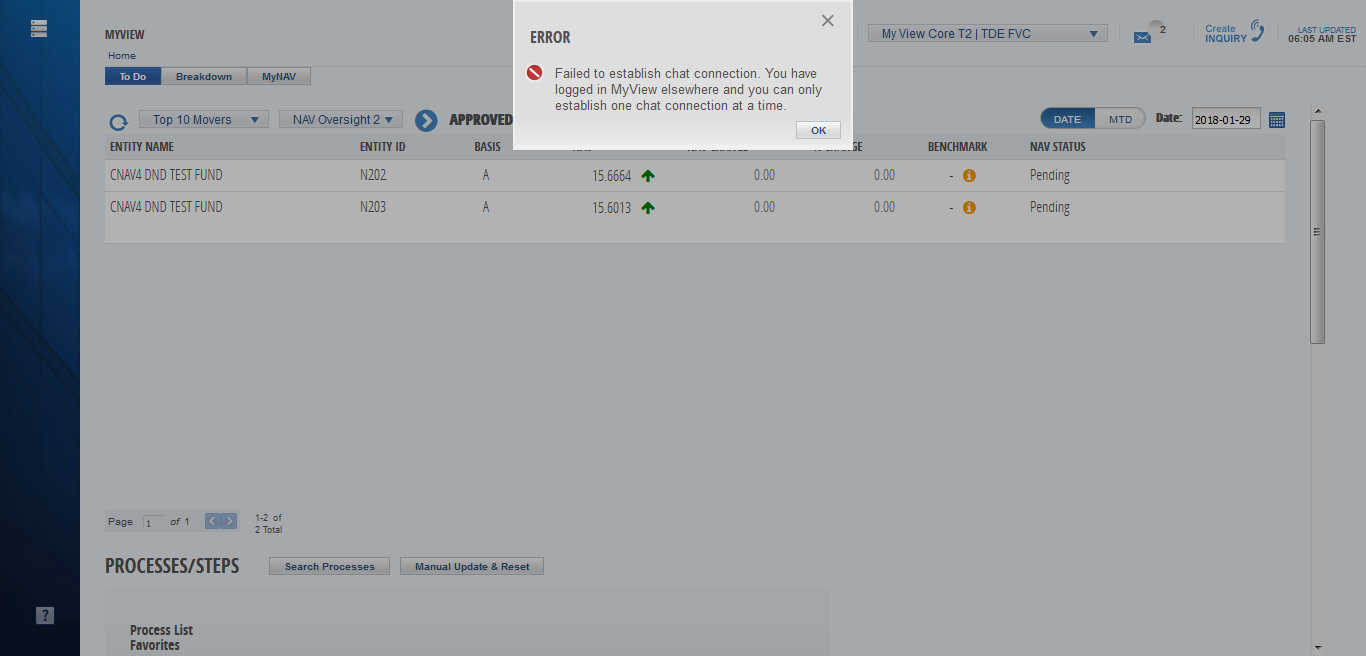 MYVIEW
Home
To Do Breakdown MyNAV
ERROR
Failed to establish chat connection. You have
logged in MyView elsewhere and you can only
establish one chat connection at a time.
OK
My View Core T2 | TDE FVC
2
Create
INQUIRY
LAST UPDATED
06:05 AM EST
Top 10 Movers NAV Oversight 2 APPROVED
DATE MTD Date: 2018-01-29
ENTITY NAME ENTITY ID BASIS BENCHMARK NAV STATUS
CNAV4 DND TEST FUND N202 A 15.6664 0.00 0.00 - Pending
CNAV4 DND TEST FUND N203 A 15.6013 0.00 0.00 - Pending
Page 1 of 1 1-2 of
2 Total
PROCESSES/STEPS Search Processes Manual Update & Reset
?
Process List
Favorites